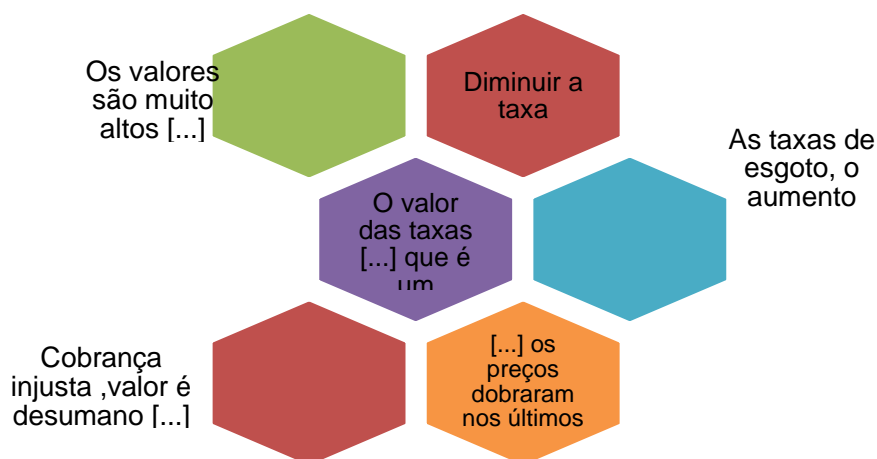 Os valores
são muito
altos [...]
Diminuir a
taxa
As taxas de
esgoto, o
aumento
O valor
das taxas
[...] que é
um
Cobrança
injusta ,valor é
desumano [...]
[...] os
preços
dobraram
nos últimos